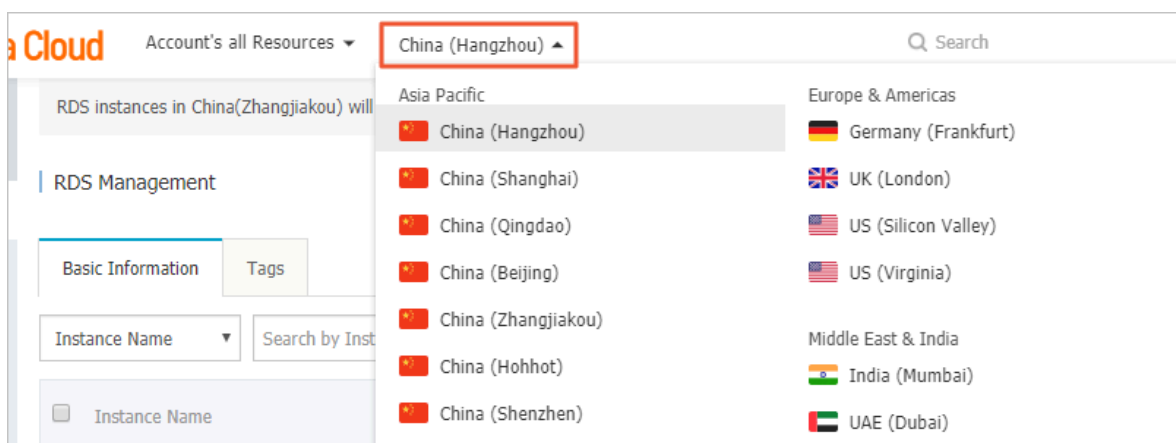 a Cloud
Account's all Resources
China (Hangzhou)
Search
RDS instances in China(Zhangjiakou) will
RDS Management
Basic Information
Tags
Instance Name
Search by Inst
Instance Name
Asia Pacific
China (Hangzhou)
China (Shanghai)
China (Qingdao)
China (Beijing)
China (Zhangjiakou)
China (Hohhot)
China (Shenzhen)
Europe & Americas
Germany (Frankfurt)
UK (London)
US (Silicon Valley)
US (Virginia)
Middle East & India
India (Mumbai)
UAE (Dubai)